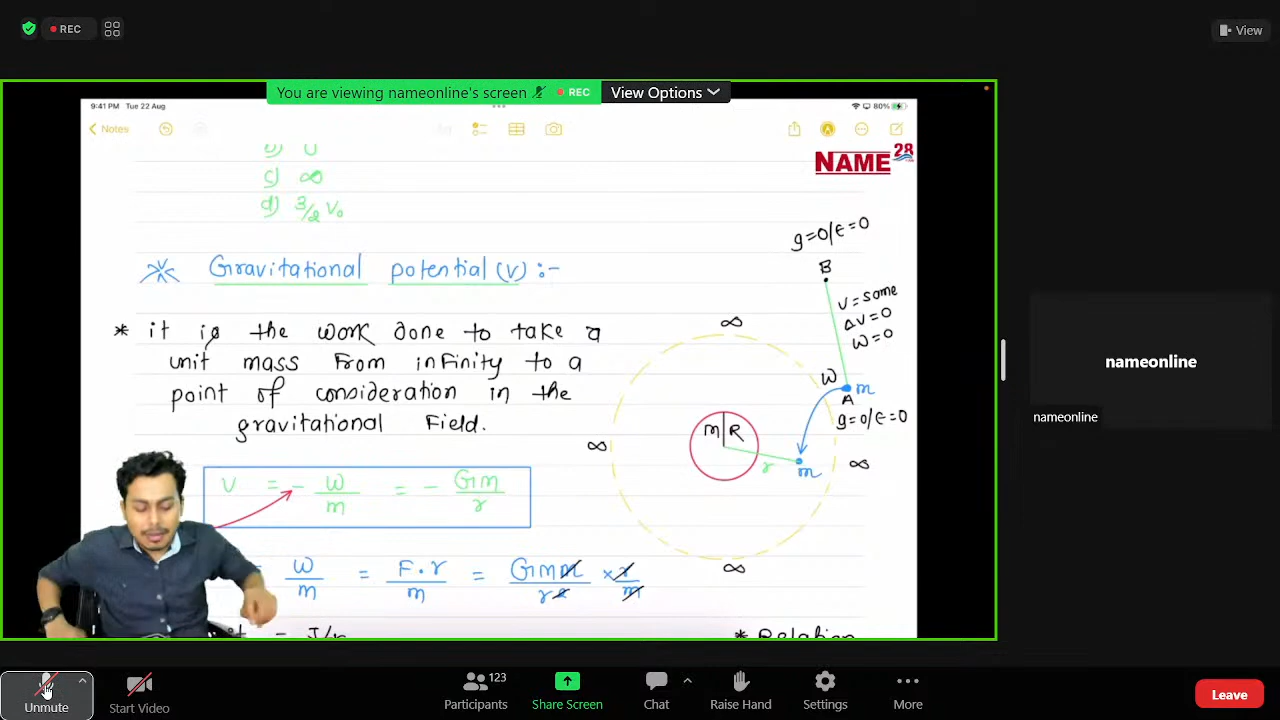 REC
View
You are viewing nameonline's screen
REC
View Options
9:41 PM Tue 22 Aug
80%
Notes
NAME 28
c) ∞
d) 3/2 V₀
g=0/E=0
Gravitational potential (v) :-
B
∞
* it is the work done to take a
unit mass from infinity to a
point of consideration in the
gravitational Field.
ΔV=0
W=0
W
m
A
g=0/E=0
M R
∞
r
m
∞
V = - W/m = - GM/r
∞
W/m = F·r/m = GMm/r² × r/m
= J/
* Relation
nameonline
nameonline
Unmute
Start Video
123
Participants
Share Screen
Chat
Raise Hand
Settings
More
Leave